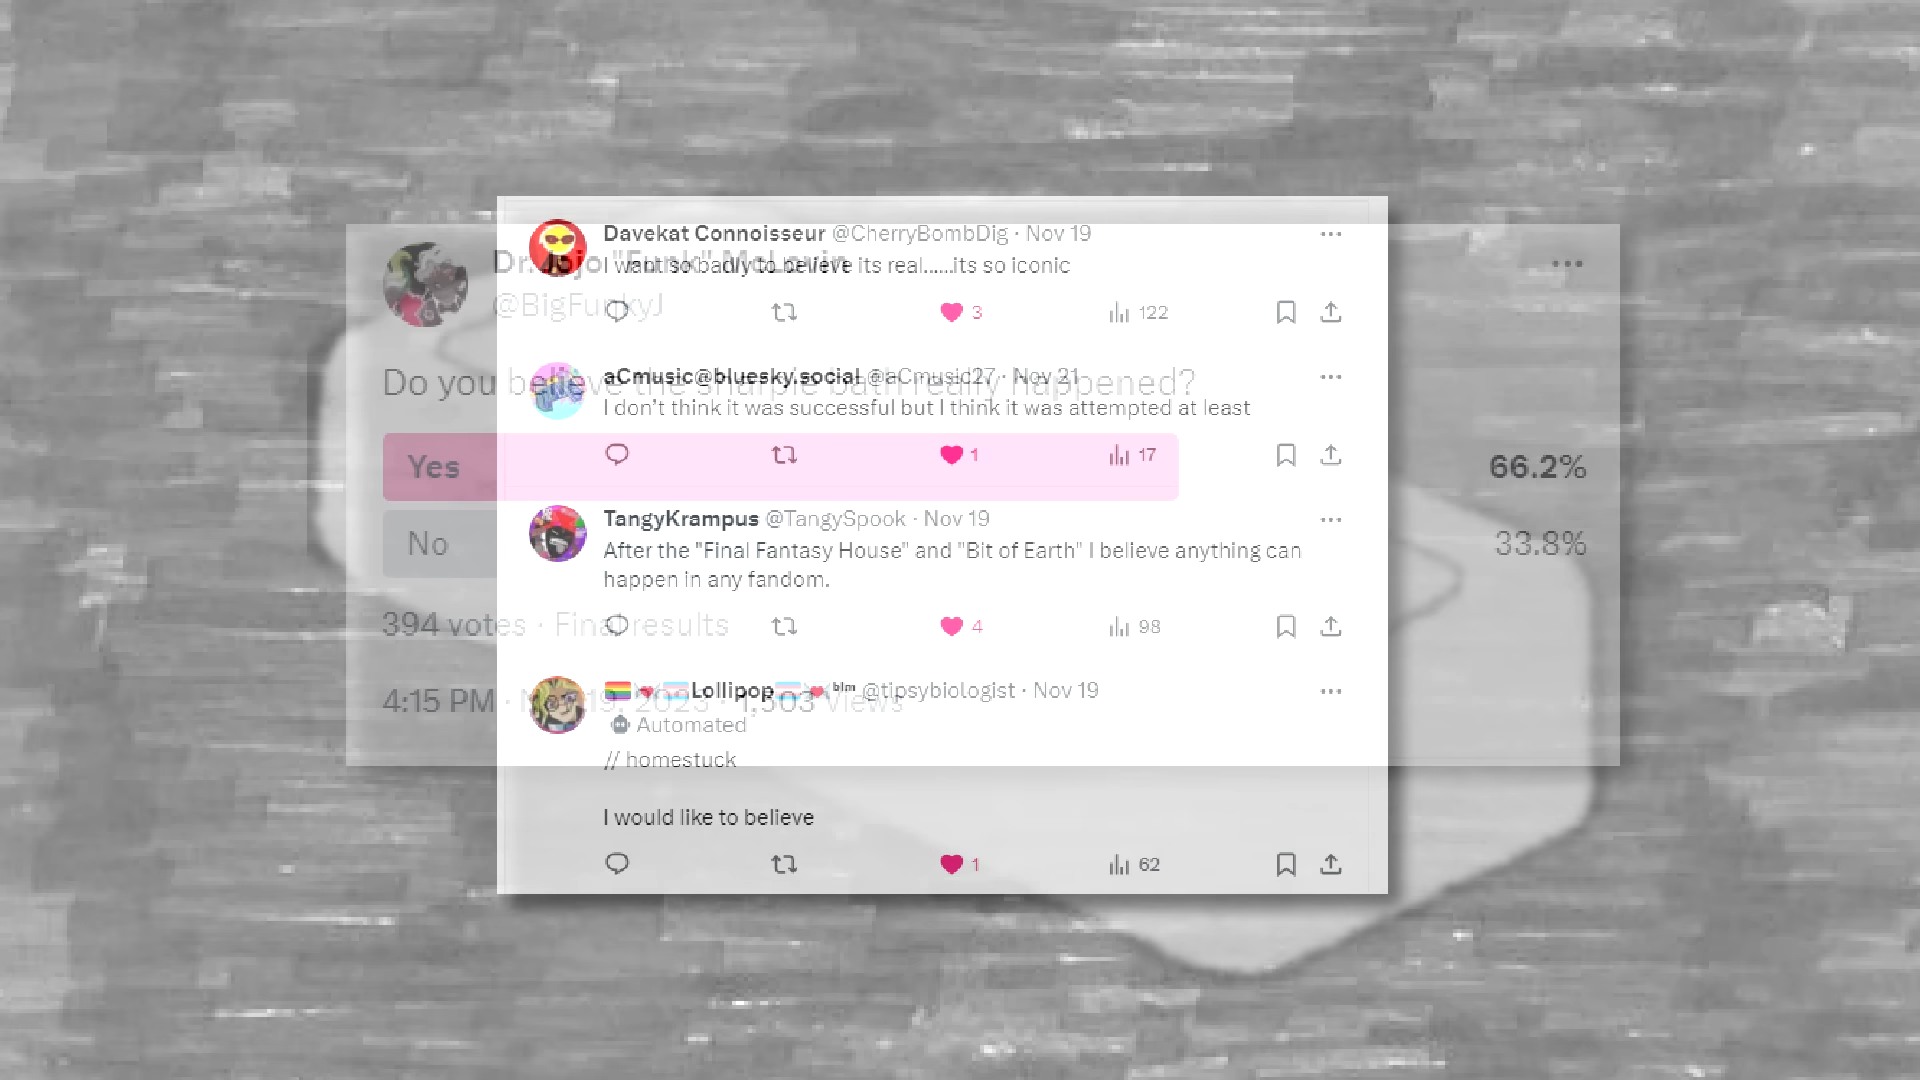 Davekat Connoisseur @CherryBombDig · Nov 19
I want so badly to believe its real......its so iconic
3 122
aCmusic@bluesky.social @aCmusic27 · Nov 21
I don't think it was successful but I think it was attempted at least
1 17
TangyKrampus @TangySpook · Nov 19
After the "Final Fantasy House" and "Bit of Earth" I believe anything can
happen in any fandom.
4 98
Lollipop blm @tipsybiologist · Nov 19
Automated
// homestuck
I would like to believe
1 62
Dr. Jojo "Funk" McLovin
@BigFunkyJ
Do you believe the sharpie bath really happened?
Yes 66.2%
No 33.8%
394 votes · Final results
4:15 PM · Nov 19, 2023 · 1,503 Views